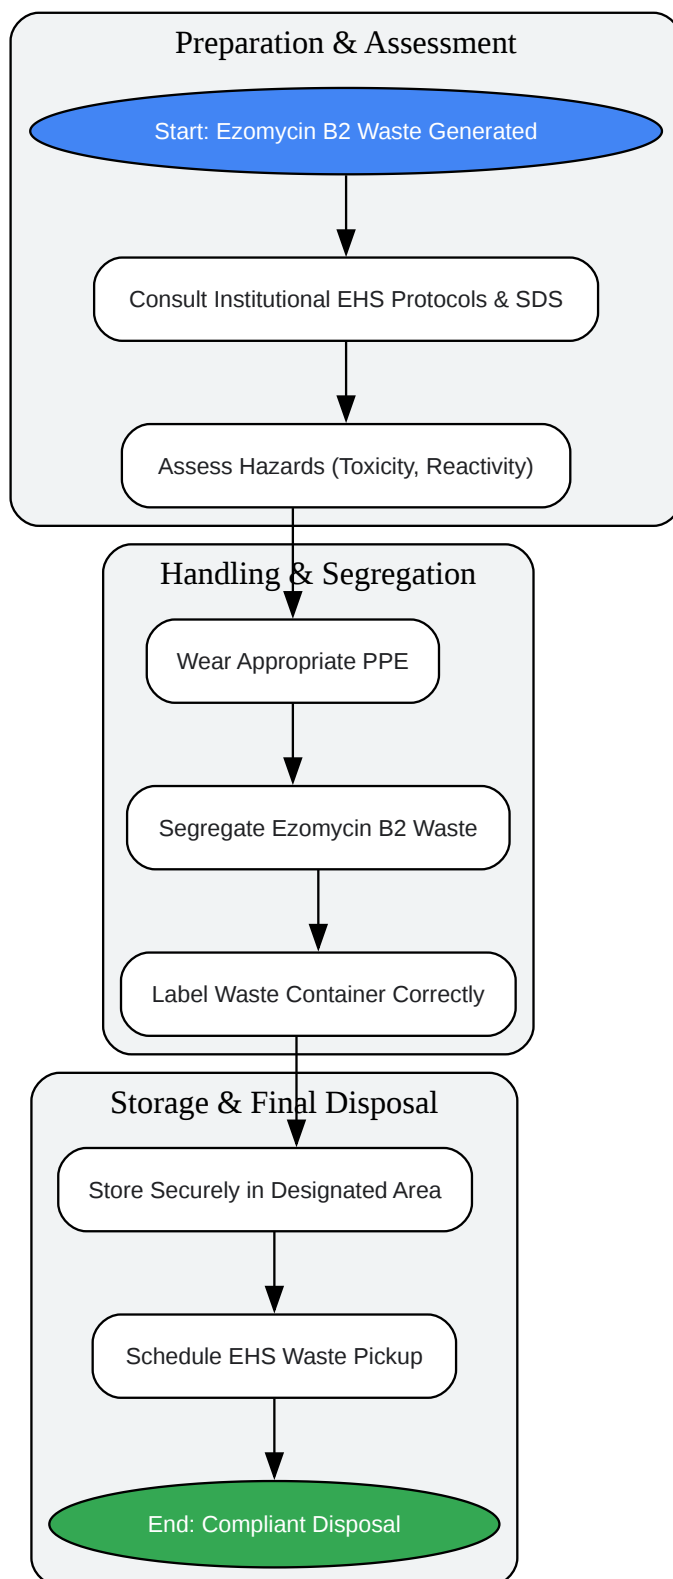 Preparation & Assessment
Start: Ezomycin B2 Waste Generated
Consult Institutional EHS Protocols & SDS
Assess Hazards (Toxicity, Reactivity)
Handling & Segregation
Wear Appropriate PPE
Segregate Ezomycin B2 Waste
Label Waste Container Correctly
Storage & Final Disposal
Store Securely in Designated Area
Schedule EHS Waste Pickup
End: Compliant Disposal